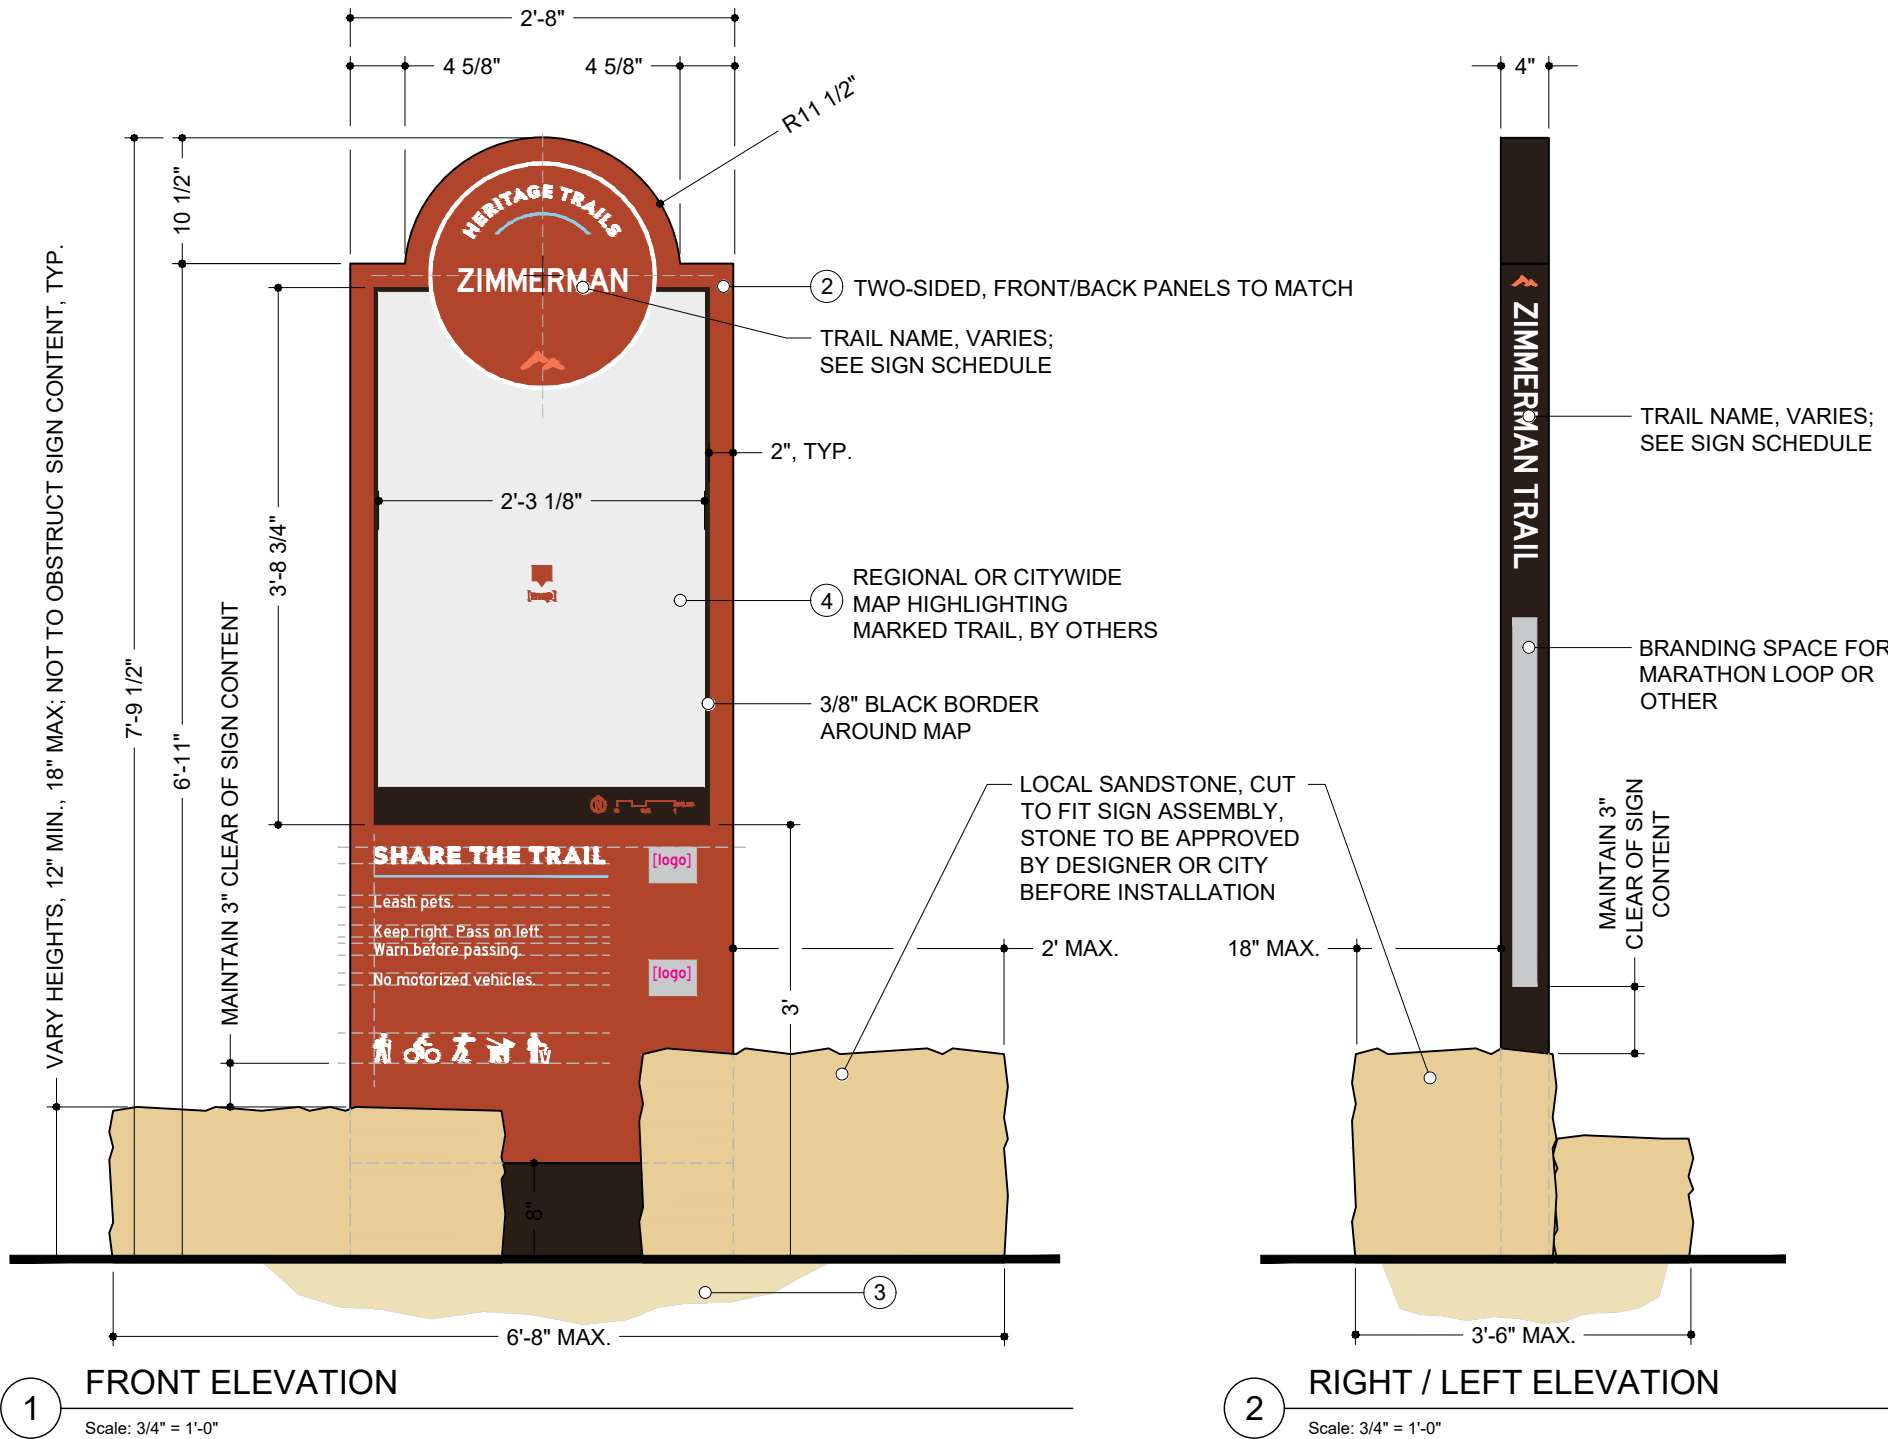 2'-8"
4 5/8"
4 5/8"
R11 1/2"
4"
10 1/2"
7'-9 1/2"
6'-11"
3'-8 3/4"
VARY HEIGHTS, 12" MIN., 18" MAX; NOT TO OBSTRUCT SIGN CONTENT, TYP.
MAINTAIN 3" CLEAR OF SIGN CONTENT
HERITAGE TRAILS
ZIMMERMAN
2 TWO-SIDED, FRONT/BACK PANELS TO MATCH
TRAIL NAME, VARIES;
SEE SIGN SCHEDULE
2", TYP.
2'-3 1/8"
[map]
4
REGIONAL OR CITYWIDE
MAP HIGHLIGHTING
MARKED TRAIL, BY OTHERS
3/8" BLACK BORDER
AROUND MAP
N
SHARE THE TRAIL
[logo]
Leash pets.
Keep right. Pass on left.
Warn before passing.
No motorized vehicles.
[logo]
LOCAL SANDSTONE, CUT
TO FIT SIGN ASSEMBLY,
STONE TO BE APPROVED
BY DESIGNER OR CITY
BEFORE INSTALLATION
2' MAX.
18" MAX.
3'
8"
3
6'-8" MAX.
1
FRONT ELEVATION
Scale: 3/4" = 1'-0"
ZIMMERMAN TRAIL
TRAIL NAME, VARIES;
SEE SIGN SCHEDULE
BRANDING SPACE FOR
MARATHON LOOP OR
OTHER
MAINTAIN 3"
CLEAR OF SIGN
CONTENT
3'-6" MAX.
2
RIGHT / LEFT ELEVATION
Scale: 3/4" = 1'-0"